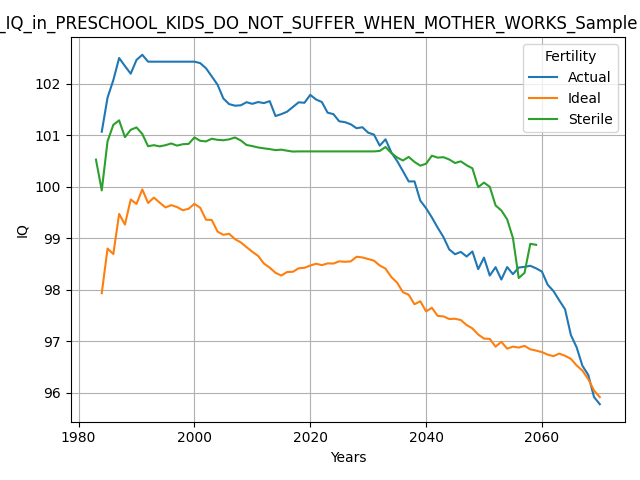 _IQ_in_PRESCHOOL_KIDS_DO_NOT_SUFFER_WHEN_MOTHER_WORKS_Sample
Fertility
Actual
Ideal
Sterile
IQ
102
101
100
99
98
97
96
1980
2000
2020
2040
2060
Years